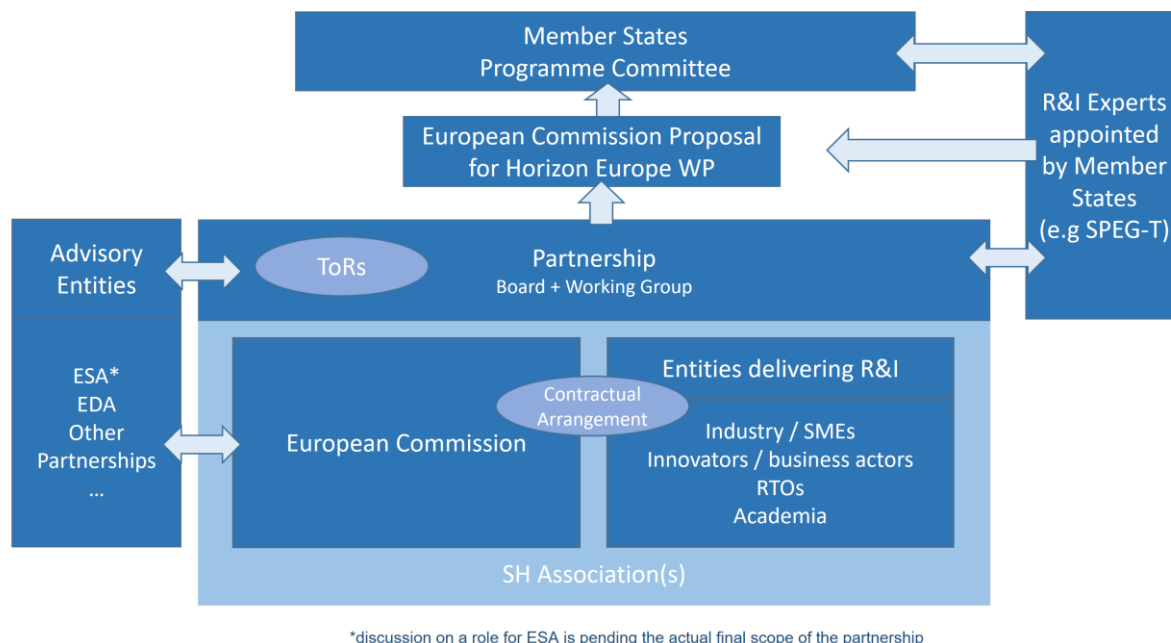 Member States
Programme Committee
R&I Experts
appointed
by Member
States
(e.g SPEG-T)
European Commission Proposal
for Horizon Europe WP
Advisory
Entities
ToRs
Partnership
Board + Working Group
ESA*
EDA
Other
Partnerships
...
European Commission
Contractual
Arrangement
Entities delivering R&I
Industry / SMEs
Innovators / business actors
RTOs
Academia
SH Association(s)
*discussion on a role for ESA is pending the actual final scope of the partnership